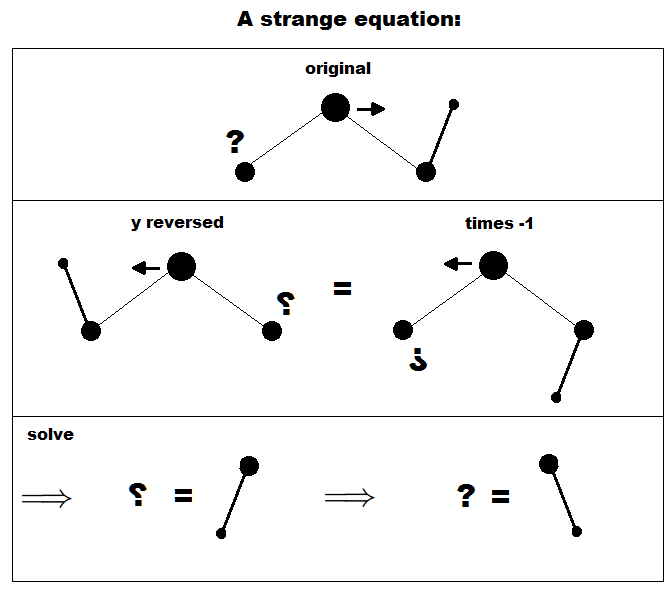 A strange equation:
original
?
y reversed
times -1
? = ?
solve
⟹ ? = ⟹ ? =